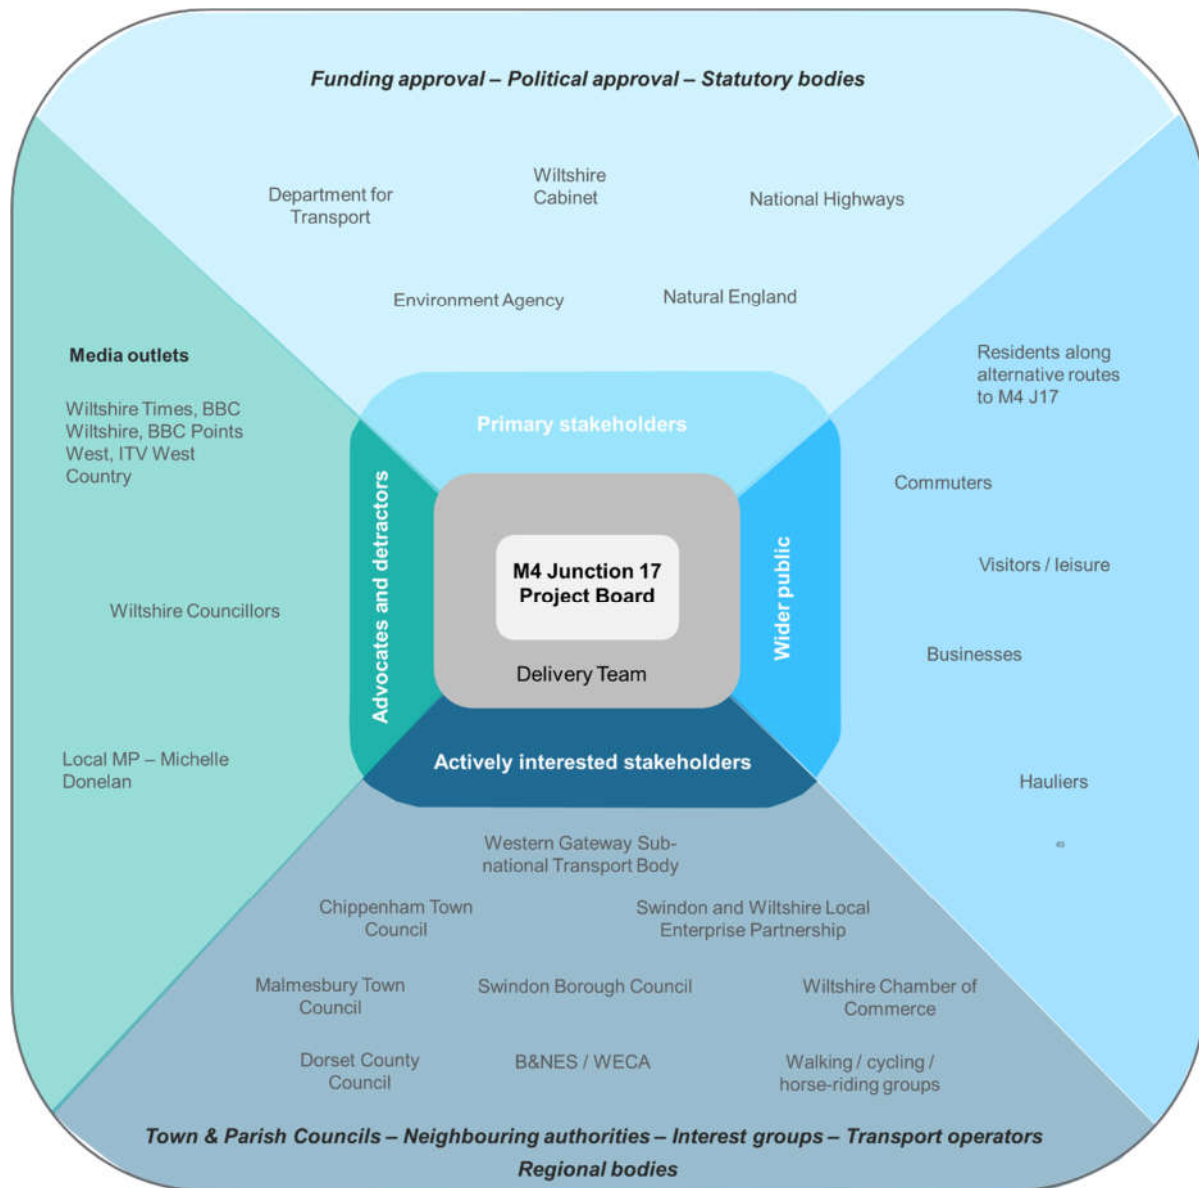 Funding approval – Political approval – Statutory bodies
Department for
Transport
Wiltshire
Cabinet
National Highways
Environment Agency
Natural England
Media outlets
Wiltshire Times, BBC
Wiltshire, BBC Points
West, ITV West
Country
Wiltshire Councillors
Local MP – Michelle
Donelan
Primary stakeholders
Advocates and detractors
M4 Junction 17
Project Board
Delivery Team
Wider public
Actively interested stakeholders
Residents along
alternative routes
to M4 J17
Commuters
Visitors / leisure
Businesses
Hauliers
Western Gateway Sub-
national Transport Body
Chippenham Town
Council
Swindon and Wiltshire Local
Enterprise Partnership
Malmesbury Town
Council
Swindon Borough Council
Wiltshire Chamber of
Commerce
Dorset County
Council
B&NES / WECA
Walking / cycling /
horse-riding groups
Town & Parish Councils – Neighbouring authorities – Interest groups – Transport operators
Regional bodies